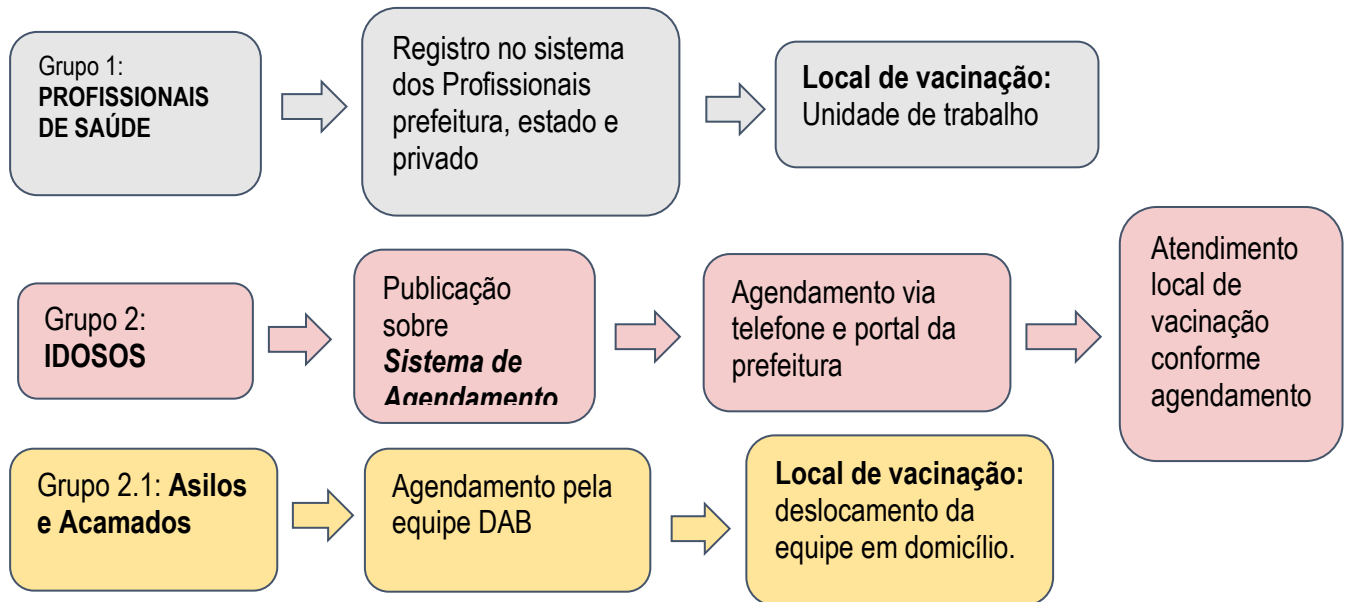 Grupo 1:
PROFISSIONAIS
DE SAÚDE
Registro no sistema
dos Profissionais
prefeitura, estado e
privado
Local de vacinação:
Unidade de trabalho
Grupo 2:
IDOSOS
Publicação
sobre
Sistema de
Agendamento
Agendamento via
telefone e portal da
prefeitura
Atendimento
local de
vacinação
conforme
agendamento
Grupo 2.1: Asilos
e Acamados
Agendamento pela
equipe DAB
Local de vacinação:
deslocamento da
equipe em domicílio.